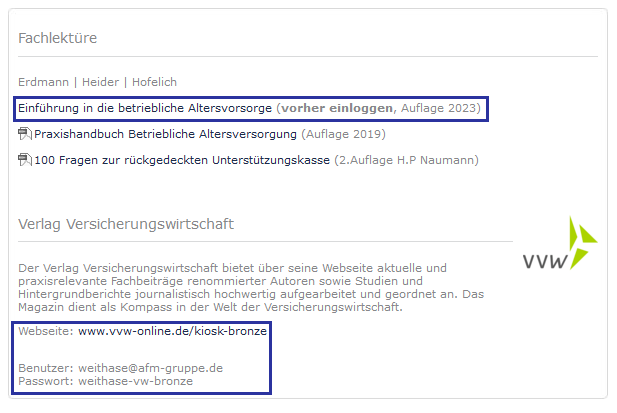 Fachlektüre
Erdmann | Heider | Hofelich
Einführung in die betriebliche Altersvorsorge (vorher einloggen, Auflage 2023)
Praxishandbuch Betriebliche Altersversorgung (Auflage 2019)
100 Fragen zur rückgedeckten Unterstützungskasse (2.Auflage H.P Naumann)
Verlag Versicherungswirtschaft
VVW
Der Verlag Versicherungswirtschaft bietet über seine Webseite aktuelle und
praxisrelevante Fachbeiträge renommierter Autoren sowie Studien und
Hintergrundberichte journalistisch hochwertig aufgearbeitet und geordnet an. Das
Magazin dient als Kompass in der Welt der Versicherungswirtschaft.
Webseite: www.vvw-online.de/kiosk-bronze
Benutzer: weithase@afm-gruppe.de
Passwort: weithase-vw-bronze